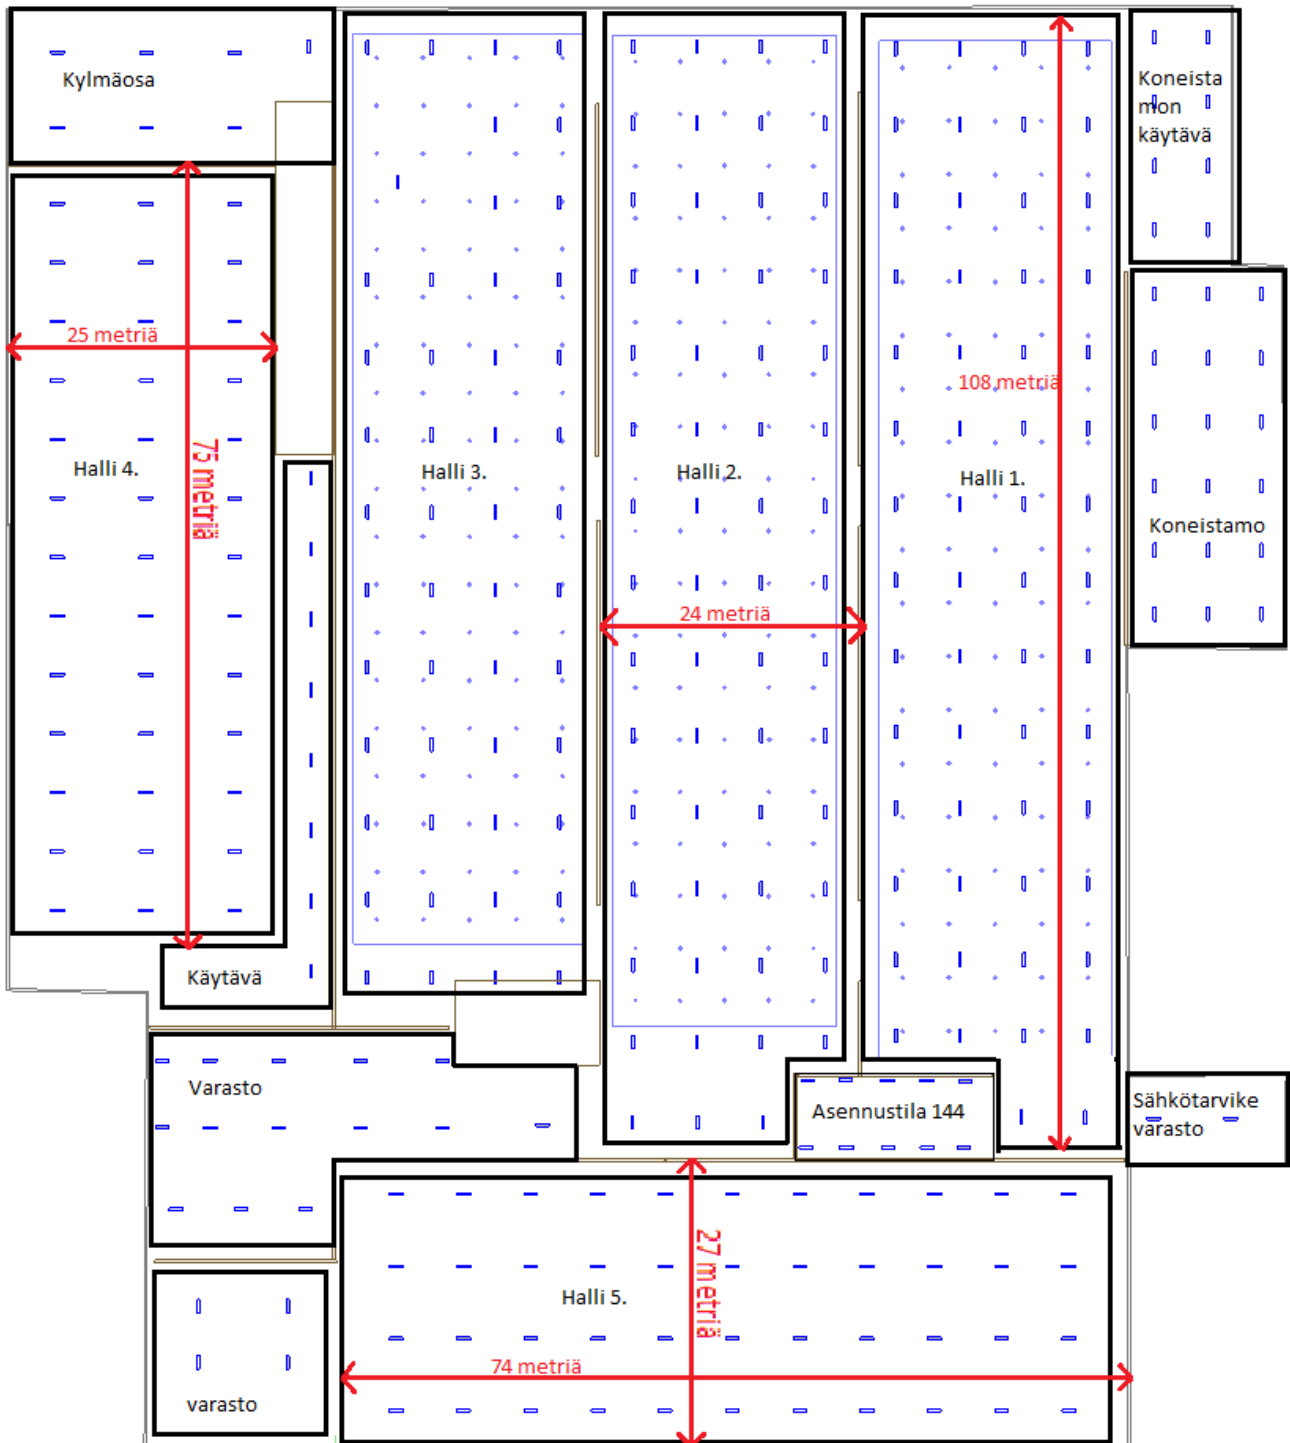 Kylmäosa
Koneista
mon
käytävä
25 metriä
108 metriä
75 metriä
Halli 4.
Halli 3.
Halli 2.
Halli 1.
Koneistamo
24 metriä
Käytävä
Varasto
Asennustila 144
Sähkötarvike
varasto
27 metriä
Halli 5.
74 metriä
varasto